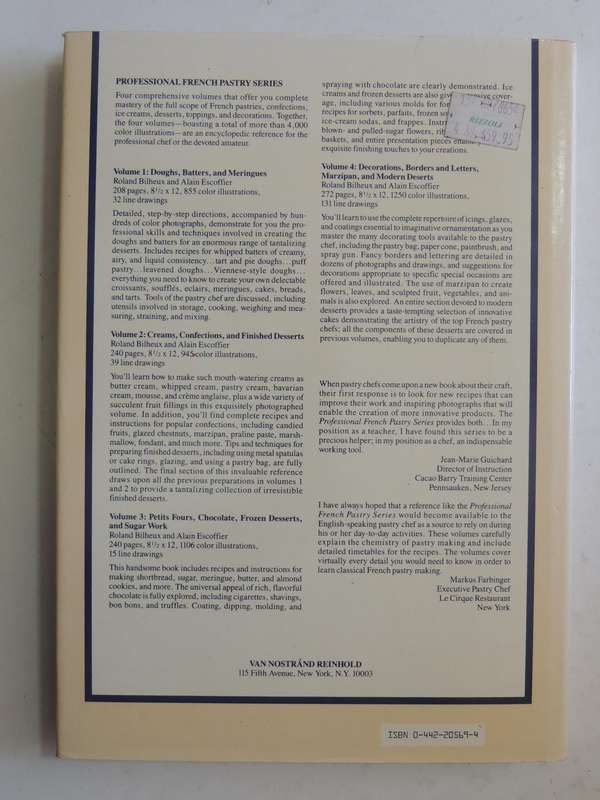 PROFESSIONAL FRENCH PASTRY SERIES
Four comprehensive volumes that offer you complete
mastery of the full scope of French pastries, confections,
ice creams, desserts, toppings, and decorations. Together,
the four volumes—boasting a total of more than 4,000
color illustrations—are an encyclopedic reference for the
professional chef or the devoted amateur.
Volume 1: Doughs, Batters, and Meringues
Roland Bilheux and Alain Escoffier
208 pages, 8½ x 12, 855 color illustrations,
32 line drawings
Detailed, step-by-step directions, accompanied by hun-
dreds of color photographs, demonstrate for you the pro-
fessional skills and techniques involved in creating the
doughs and batters for an enormous range of tantalizing
desserts. Includes recipes for whipped batters of creamy,
airy, and liquid consistency...tart and pie doughs...puff
pastry...leavened doughs...Viennese-style doughs...
everything you need to know to create your own delectable
croissants, soufflés, eclairs, meringues, cakes, breads,
and tarts. Tools of the pastry chef are discussed, including
utensils involved in storage, cooking, weighing and mea-
suring, straining, and mixing.
Volume 2: Creams, Confections, and Finished Desserts
Roland Bilheux and Alain Escoffier
240 pages, 8½ x 12, 945color illustrations,
39 line drawings
You'll learn how to make such mouth-watering creams as
butter cream, whipped cream, pastry cream, bavarian
cream, mousse, and crème anglaise, plus a wide variety of
succulent fruit fillings in this exquisitely photographed
volume. In addition, you'll find complete recipes and
instructions for popular confections, including candied
fruits, glazed chestnuts, marzipan, praline paste, marsh-
mallow, fondant, and much more. Tips and techniques for
preparing finished desserts, including using metal spatulas
or cake rings, glazing, and using a pastry bag, are fully
outlined. The final section of this invaluable reference
draws upon all the previous preparations in volumes 1
and 2 to provide a tantalizing collection of irresistible
finished desserts.
Volume 3: Petits Fours, Chocolate, Frozen Desserts,
and Sugar Work
Roland Bilheux and Alain Escoffier
240 pages, 8½ x 12, 1106 color illustrations,
15 line drawings
This handsome book includes recipes and instructions for
making shortbread, sugar, meringue, butter, and almond
cookies, and more. The universal appeal of rich, flavorful
chocolate is fully explored, including cigarettes, shavings,
bon bons, and truffles. Coating, dipping, molding, and
spraying with chocolate are clearly demonstrated. Ice
creams and frozen desserts are also cover-
age, including various molds for
recipes for sorbets, parfaits, frozen
ice-cream sodas, and frappes.
blown- and pulled-sugar flowers,
baskets, and entire presentation pieces
exquisite finishing touches to your creations.
Volume 4: Decorations, Borders and Letters,
Marzipan, and Modern Deserts
Roland Bilheux and Alain Escoffier
272 pages, 8½ x 12, 1250 color illustrations,
131 line drawings
You'll learn to use the complete repertoire of icings, glazes,
and coatings essential to imaginative ornamentation as you
master the many decorating tools available to the pastry
chef, including the pastry bag, paper cone, paintbrush, and
spray gun. Fancy borders and lettering are detailed in
dozens of photographs and drawings, and suggestions for
decorations appropriate to specific special occasions are
offered and illustrated. The use of marzipan to create
flowers, leaves, and sculpted fruit, vegetables, and ani-
mals is also explored. An entire section devoted to modern
desserts provides a taste-tempting selection of innovative
cakes demonstrating the artistry of the top French pastry
chefs; all the components of these desserts are covered in
previous volumes, enabling you to duplicate any of them.
When pastry chefs come upon a new book about their craft,
their first response is to look for new recipes that can
improve their work and inspiring photographs that will
enable the creation of more innovative products. The
Professional French Pastry Series provides both...In my
position as a teacher, I have found this series to be a
precious helper; in my position as a chef, an indispensable
working tool.
Jean-Marie Guichard
Director of Instruction
Cacao Barry Training Center
Pennsauken, New Jersey
I have always hoped that a reference like the Professional
French Pastry Series would become available to the
English-speaking pastry chef as a source to rely on during
his or her day-to-day activities. These volumes carefully
explain the chemistry of pastry making and include
detailed timetables for the recipes. The volumes cover
virtually every detail you would need to know in order to
learn classical French pastry making.
Markus Farbinger
Executive Pastry Chef
Le Cirque Restaurant
New York
VAN NOSTRAND REINHOLD
115 Fifth Avenue, New York, N.Y. 10003
ISBN 0-442-20569-4